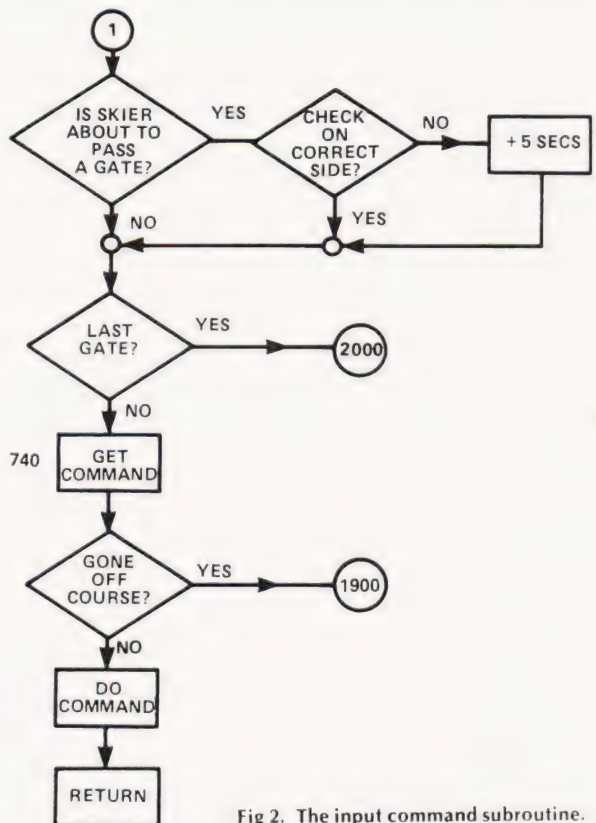 1
IS SKIER
ABOUT TO
PASS
A GATE?
YES
CHECK
ON
CORRECT
SIDE?
NO
+5 SECS
NO
YES
LAST
GATE?
YES
2000
NO
740
GET
COMMAND
GONE
OFF
COURSE?
YES
1900
NO
DO
COMMAND
RETURN
Fig 2. The input command subroutine.